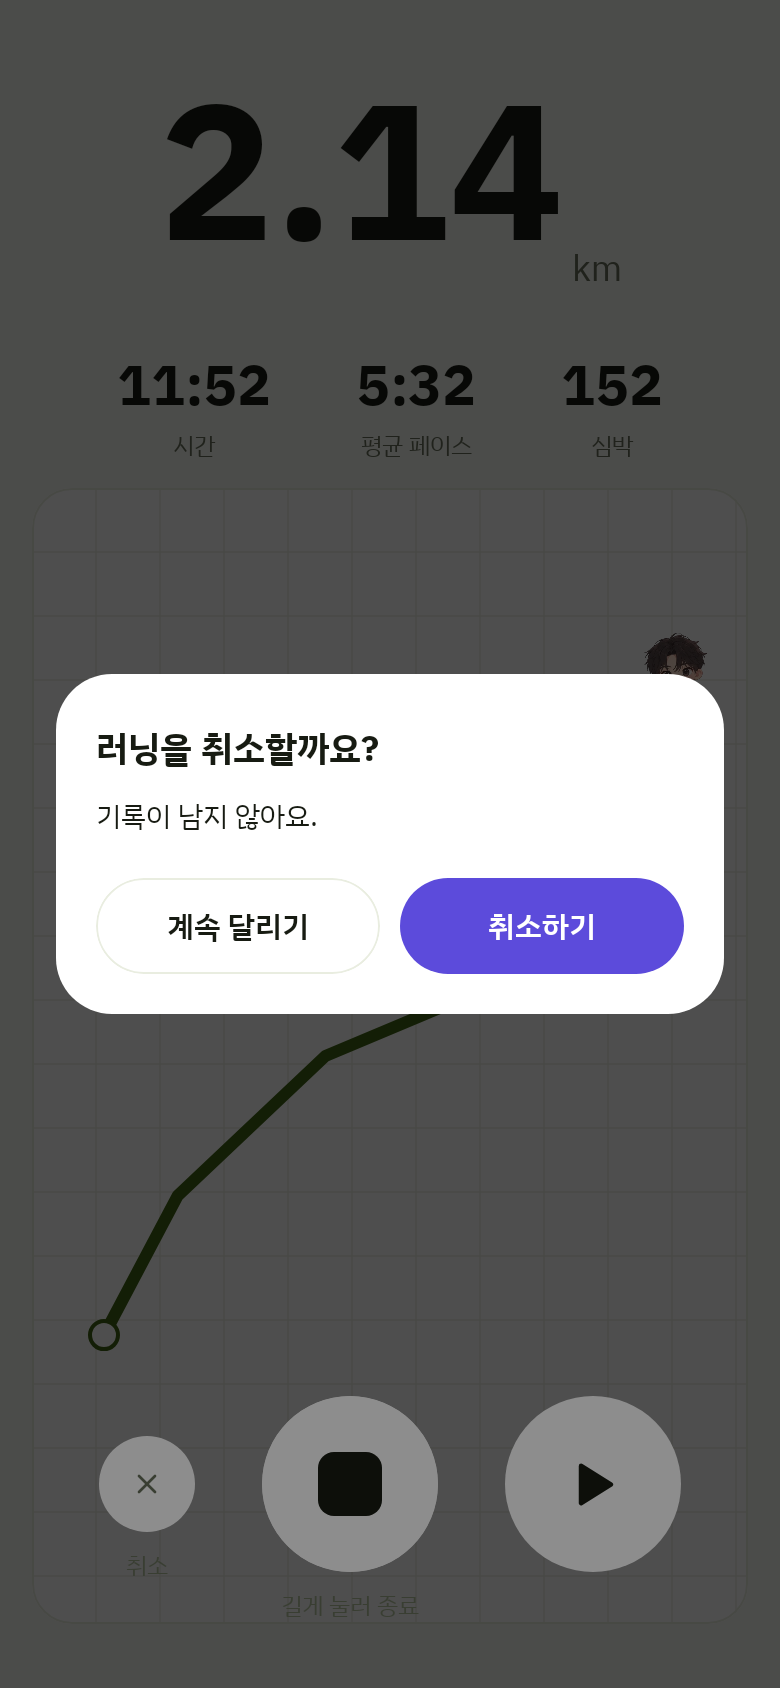 2.14
km
11:52 5:32 152
시간 평균 페이스 심박
러닝을 취소할까요?
기록이 남지 않아요.
계속 달리기 취소하기
취소
길게 눌러 종료